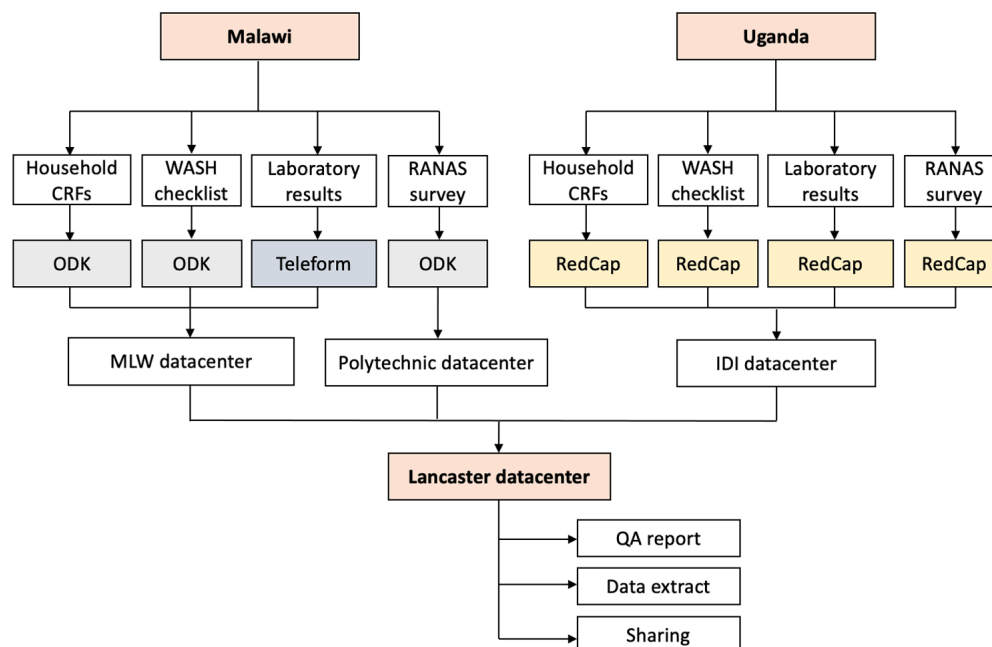 Malawi
Uganda
Household
CRFs
WASH
checklist
Laboratory
results
RANAS
survey
Household
CRFs
WASH
checklist
Laboratory
results
RANAS
survey
ODK
ODK
Teleform
ODK
RedCap
RedCap
RedCap
RedCap
MLW datacenter
Polytechnic datacenter
IDI datacenter
Lancaster datacenter
QA report
Data extract
Sharing